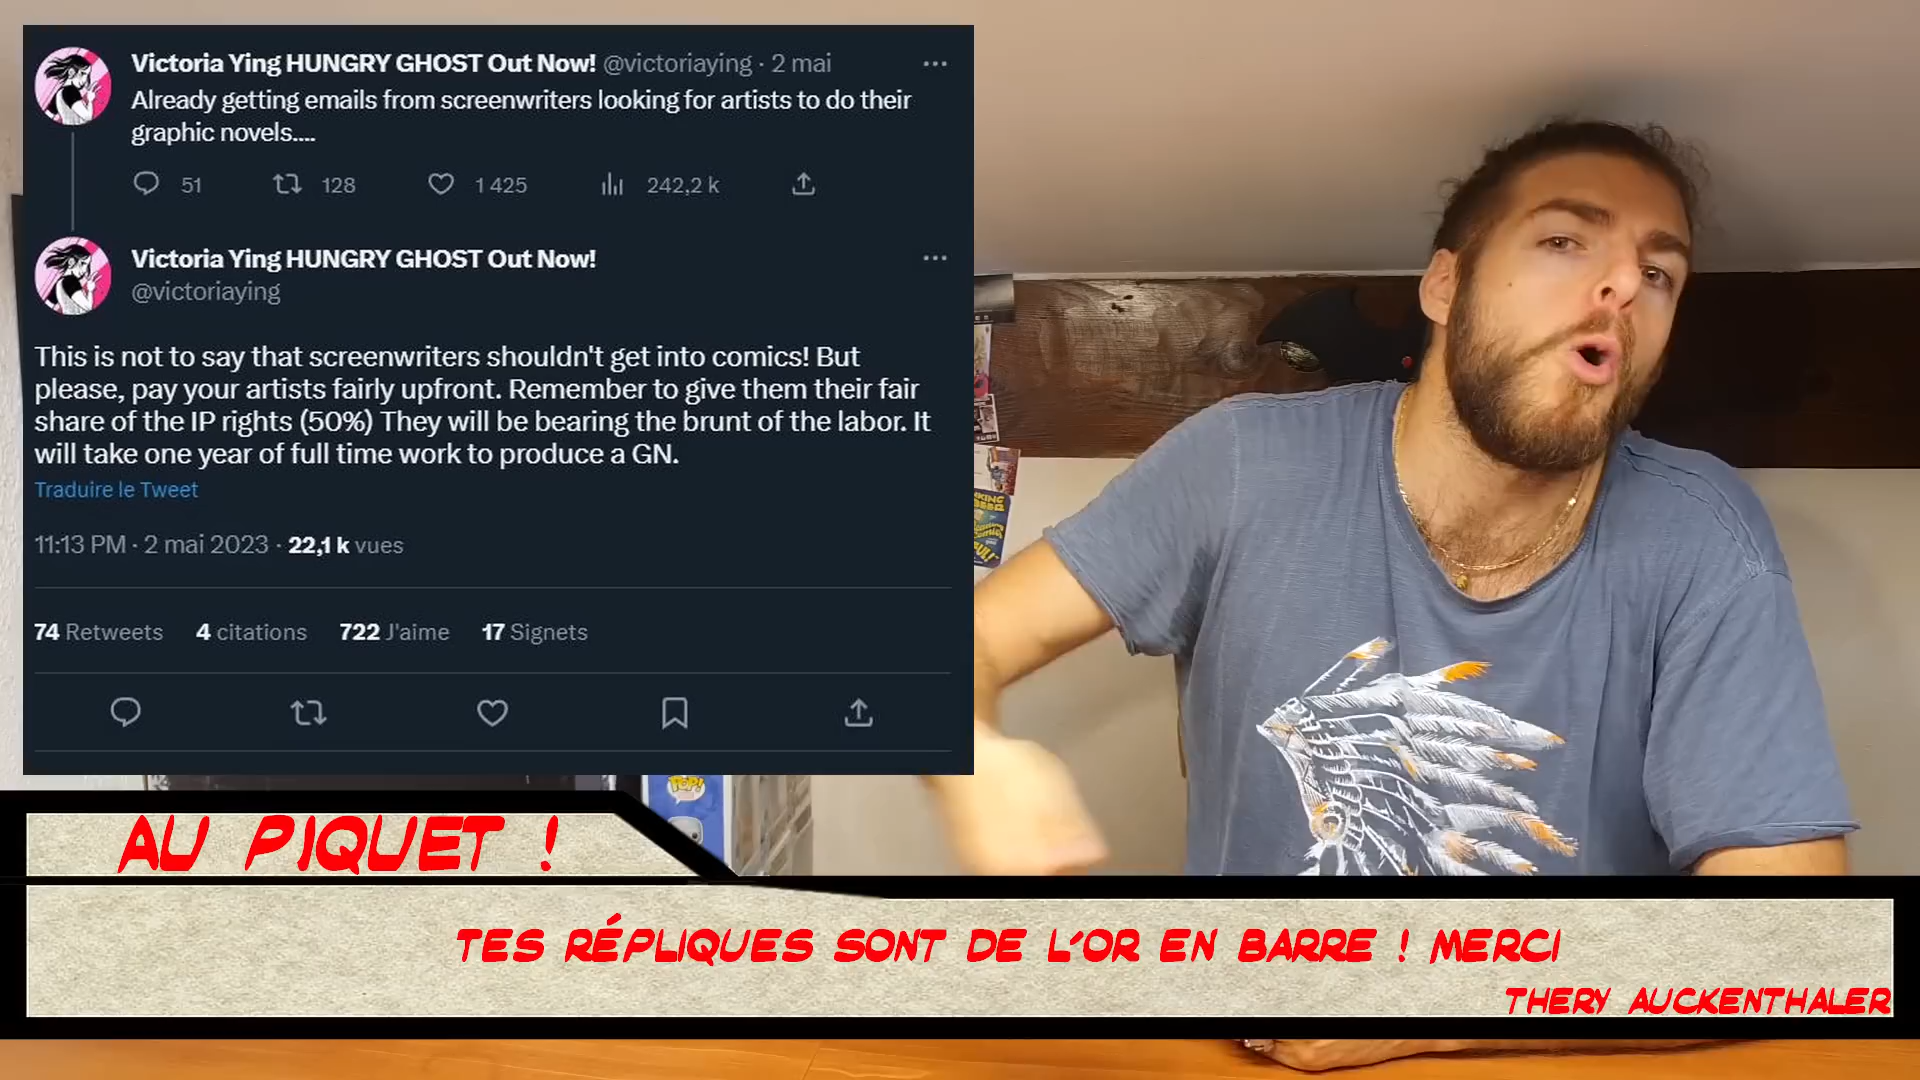 Victoria Ying HUNGRY GHOST Out Now! @victoriaying · 2 mai
Already getting emails from screenwriters looking for artists to do their
graphic novels....
51 128 1 425 242,2 k
Victoria Ying HUNGRY GHOST Out Now!
@victoriaying
This is not to say that screenwriters shouldn't get into comics! But
please, pay your artists fairly upfront. Remember to give them their fair
share of the IP rights (50%) They will be bearing the brunt of the labor. It
will take one year of full time work to produce a GN.
Traduire le Tweet
11:13 PM · 2 mai 2023 · 22,1 k vues
74 Retweets 4 citations 722 J'aime 17 Signets
POP!
AU PIQUET !
TES RÉPLIQUES SONT DE L'OR EN BARRE ! MERCI
THERY AUCKENTHALER